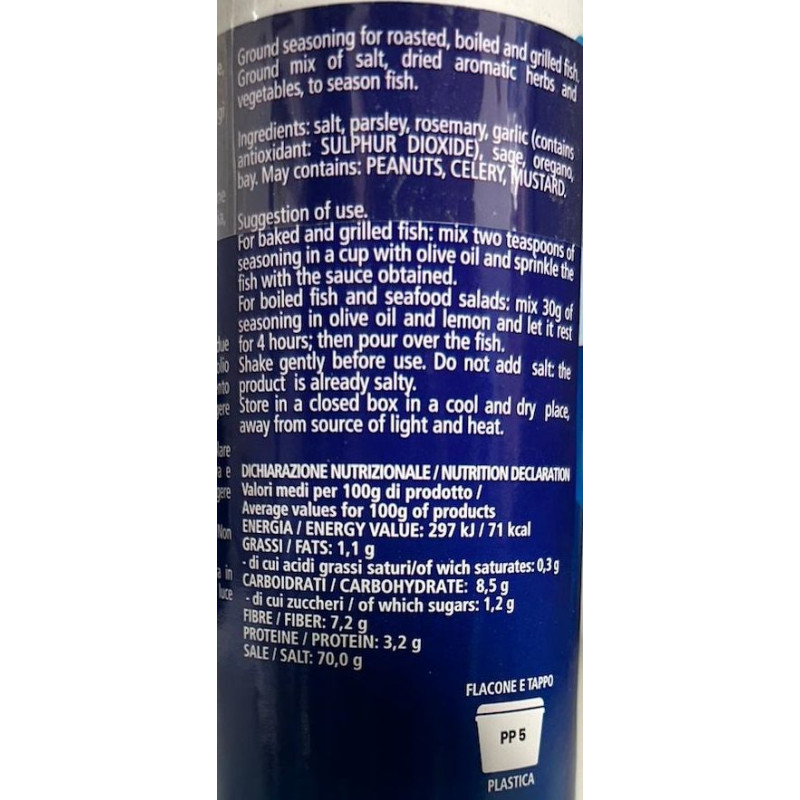 Ground seasoning for roasted, boiled and grilled fish.
Ground mix of salt, dried aromatic herbs and
vegetables, to season fish.
Ingredients: salt, parsley, rosemary, garlic (contains
antioxidant: SULPHUR DIOXIDE), sage, oregano,
bay. May contains: PEANUTS, CELERY, MUSTARD.
Suggestion of use.
For baked and grilled fish: mix two teaspoons of
seasoning in a cup with olive oil and sprinkle the
fish with the sauce obtained.
For boiled fish and seafood salads: mix 30g of
seasoning in olive oil and lemon and let it rest
for 4 hours; then pour over the fish.
Shake gently before use. Do not add salt: the
product is already salty.
Store in a closed box in a cool and dry place,
away from source of light and heat.
DICHIARAZIONE NUTRIZIONALE / NUTRITION DECLARATION
Valori medi per 100g di prodotto /
Average values for 100g of products
ENERGIA / ENERGY VALUE: 297 kJ / 71 kcal
GRASSI / FATS: 1,1 g
- di cui acidi grassi saturi/of wich saturates: 0,3 g
CARBOIDRATI / CARBOHYDRATE: 8,5 g
- di cui zuccheri / of which sugars: 1,2 g
FIBRE / FIBER: 7,2 g
PROTEINE / PROTEIN: 3,2 g
SALE / SALT: 70,0 g
FLACONE E TAPPO
PP 5
PLASTICA